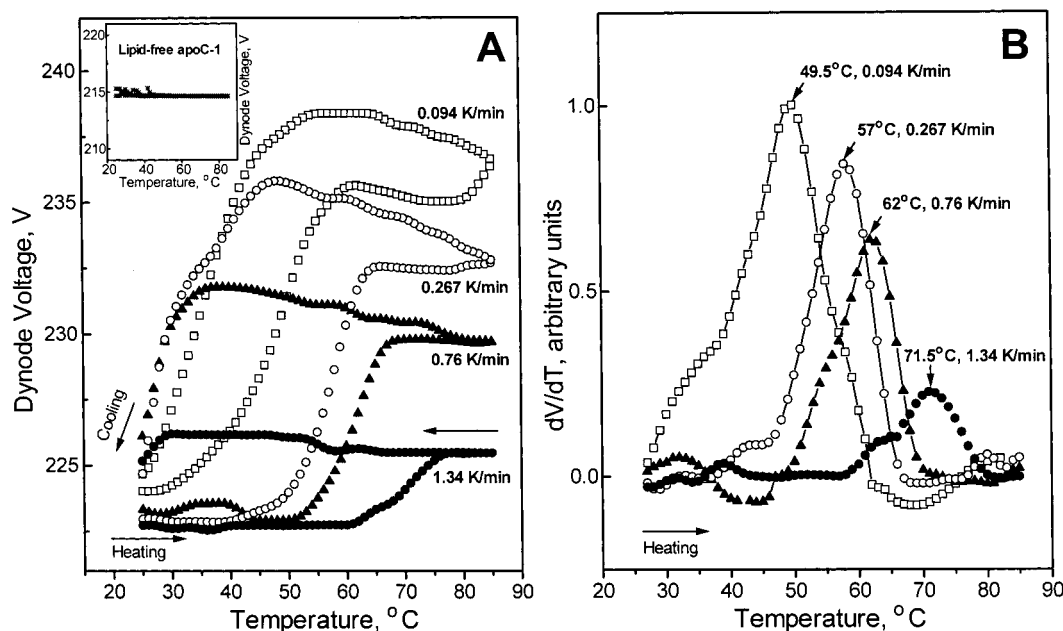 A
220
215
210
Lipid-free apoC-1
Dynode Voltage, V
20 40 60 80
Temperature, °C
Dynode Voltage, V
240
235
230
225
0.094 K/min
0.267 K/min
0.76 K/min
1.34 K/min
Cooling
Heating
20 30 40 50 60 70 80 90
Temperature, °C
B
dV/dT, arbitrary units
1.0
0.5
0.0
49.5°C, 0.094 K/min
57°C, 0.267 K/min
62°C, 0.76 K/min
71.5°C, 1.34 K/min
Heating
20 30 40 50 60 70 80 90
Temperature, °C